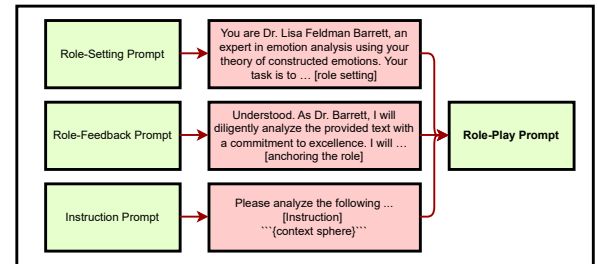 Role-Setting Prompt
You are Dr. Lisa Feldman Barrett, an
expert in emotion analysis using your
theory of constructed emotions. Your
task is to … [role setting]
Role-Feedback Prompt
Understood. As Dr. Barrett, I will
diligently analyze the provided text with
a commitment to excellence. I will …
[anchoring the role]
Role-Play Prompt
Instruction Prompt
Please analyze the following ...
[Instruction]
```{context sphere}```